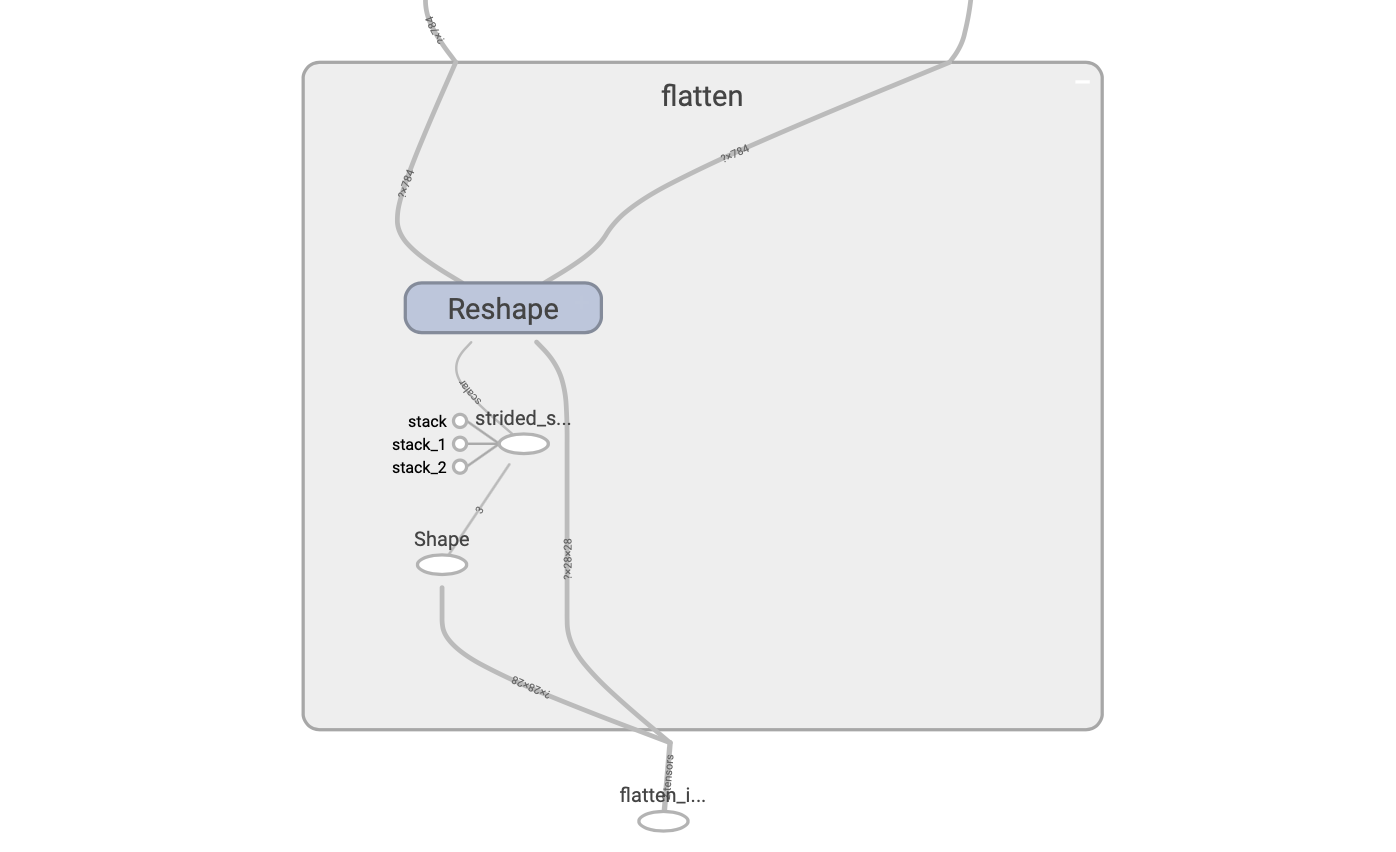 ?×784
flatten
?×784
?×784
Reshape
scalar
strided_s...
stack
stack_1
stack_2
3
Shape
?×28×28
?×28×28
tensors
flatten_i...